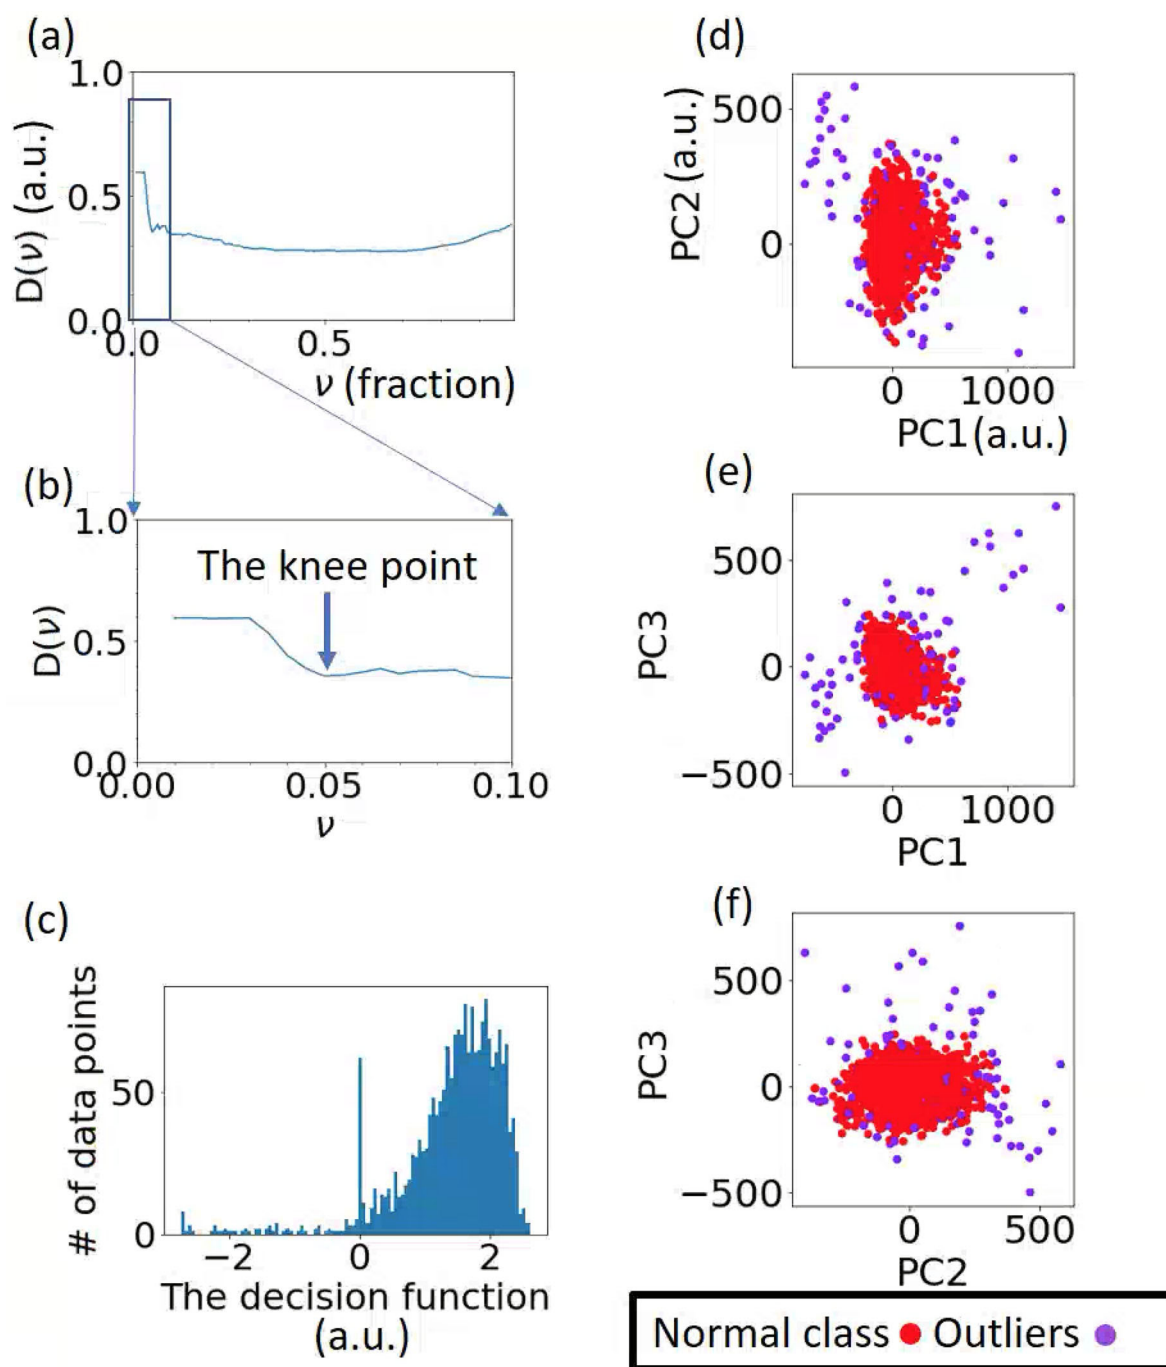 (a)
1.0
0.5
0.0
D(ν) (a.u.)
0.0
0.5
ν (fraction)
(b)
1.0
0.5
0.0
D(ν)
The knee point
0.00
0.05
0.10
ν
(c)
# of data points
50
0
−2
0
2
The decision function
(a.u.)
(d)
PC2 (a.u.)
500
0
0
1000
PC1 (a.u.)
(e)
PC3
500
0
−500
0
1000
PC1
(f)
PC3
500
0
−500
0
500
PC2
Normal class Outliers